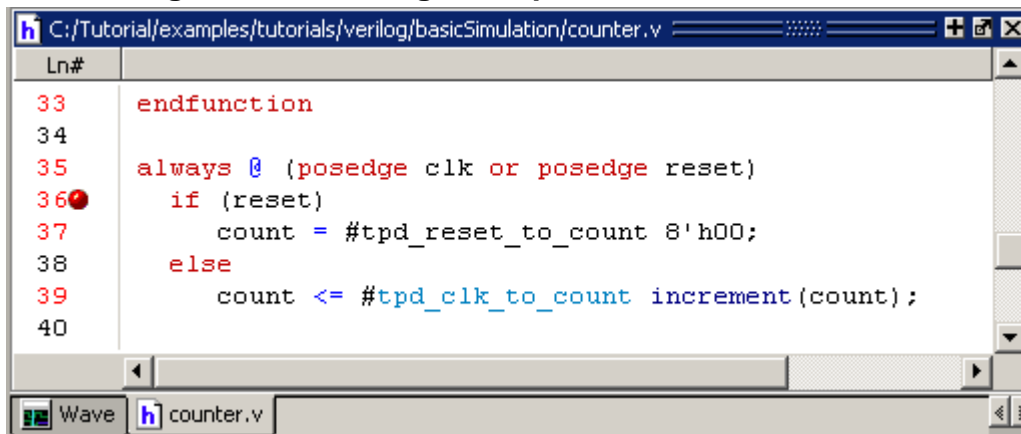 C:/Tutorial/examples/tutorials/verilog/basicSimulation/counter.v
Ln#
33 endfunction
34
35 always @ (posedge clk or posedge reset)
36 if (reset)
37 count = #tpd_reset_to_count 8'h00;
38 else
39 count <= #tpd_clk_to_count increment(count);
40
Wave counter.v